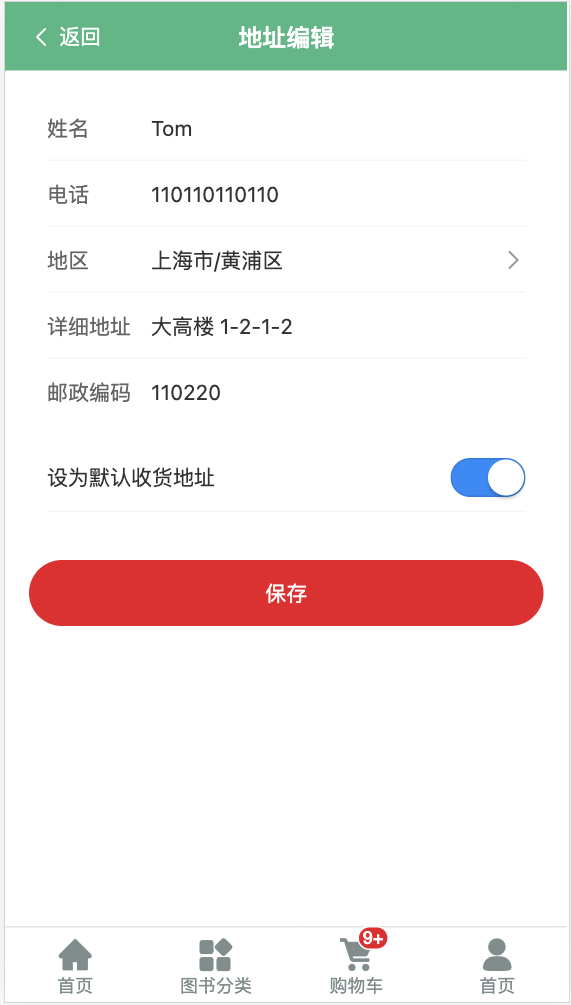 返回
地址编辑
姓名 Tom
电话 110110110110
地区 上海市/黄浦区
详细地址 大高楼 1-2-1-2
邮政编码 110220
设为默认收货地址
保存
9+
首页 图书分类 购物车 首页